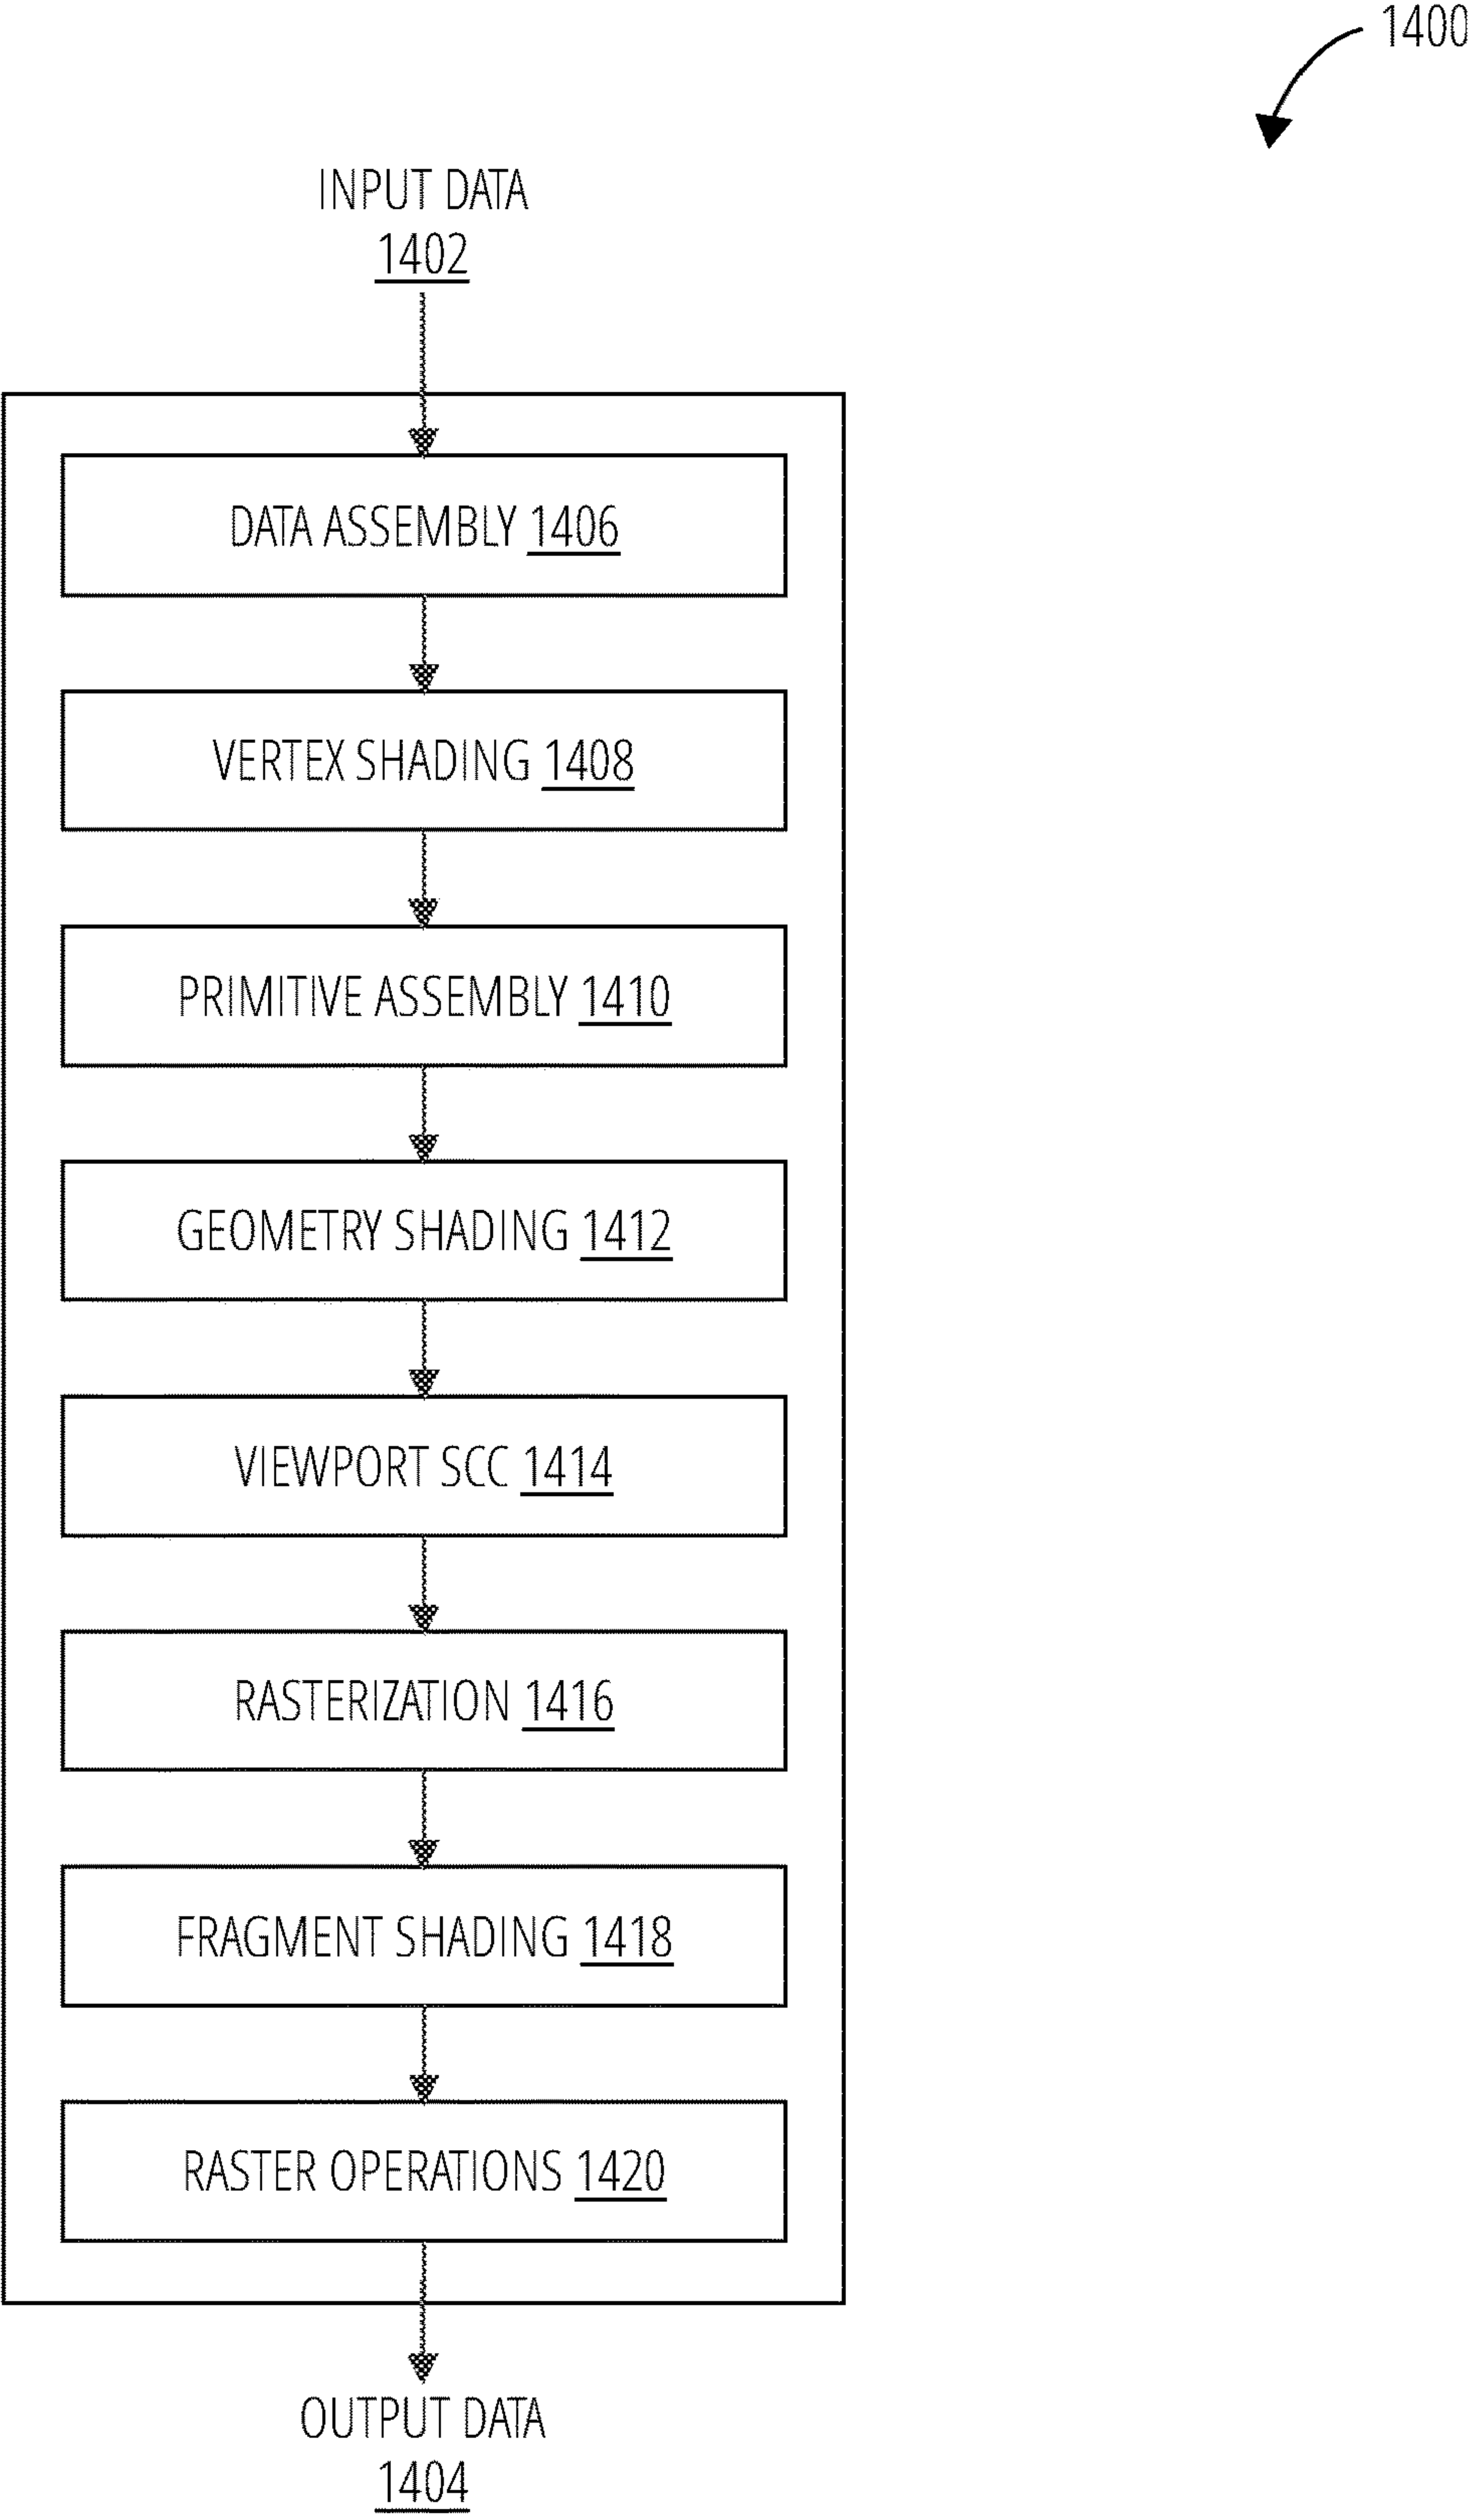 1400
INPUT DATA
1402
DATA ASSEMBLY 1406
VERTEX SHADING 1408
PRIMITIVE ASSEMBLY 1410
GEOMETRY SHADING 1412
VIEWPORT SCC 1414
RASTERIZATION 1416
FRAGMENT SHADING 1418
RASTER OPERATIONS 1420
OUTPUT DATA
1404